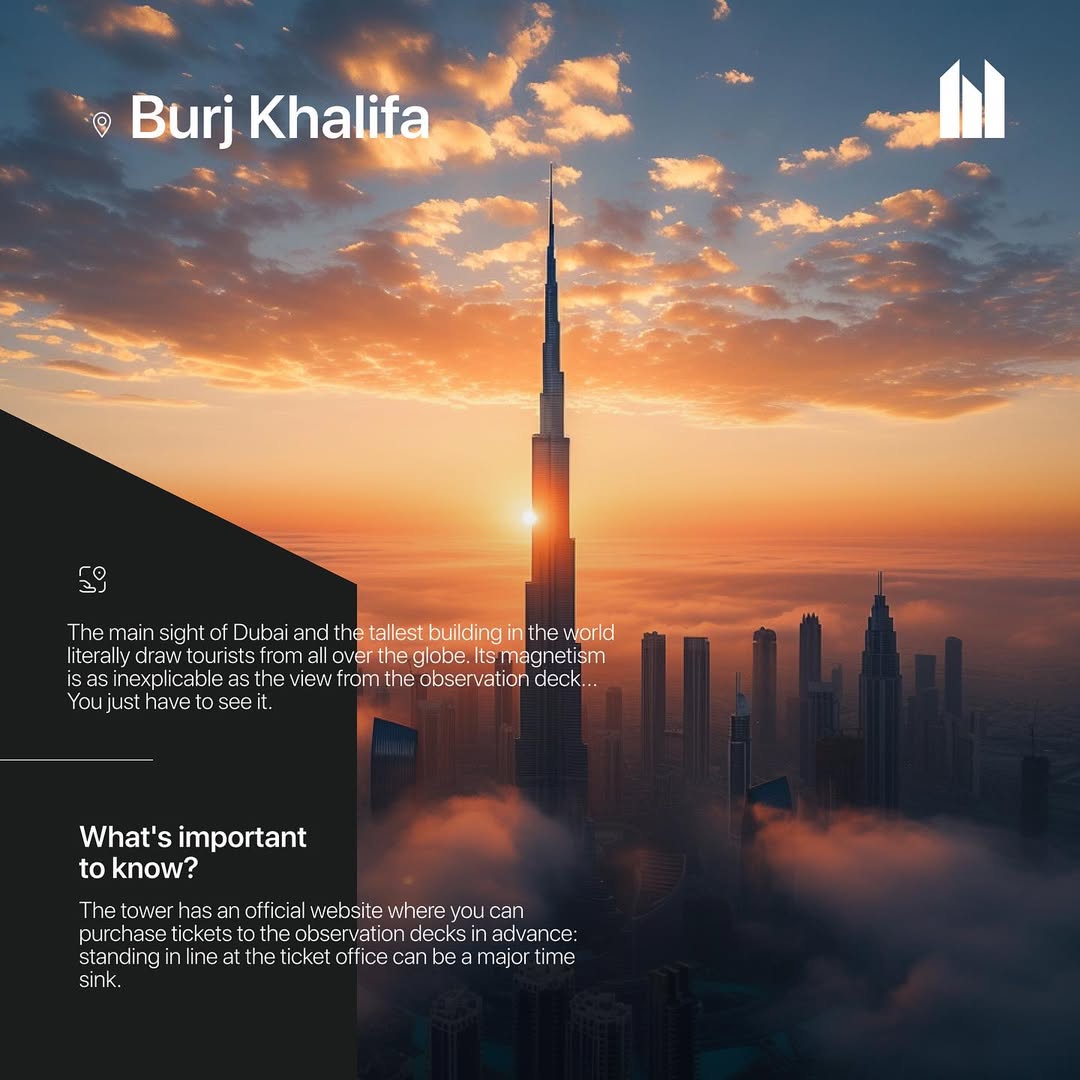 Burj Khalifa
The main sight of Dubai and the tallest building in the world
literally draw tourists from all over the globe. Its magnetism
is as inexplicable as the view from the observation deck...
You just have to see it.
What's important
to know?
The tower has an official website where you can
purchase tickets to the observation decks in advance:
standing in line at the ticket office can be a major time
sink.